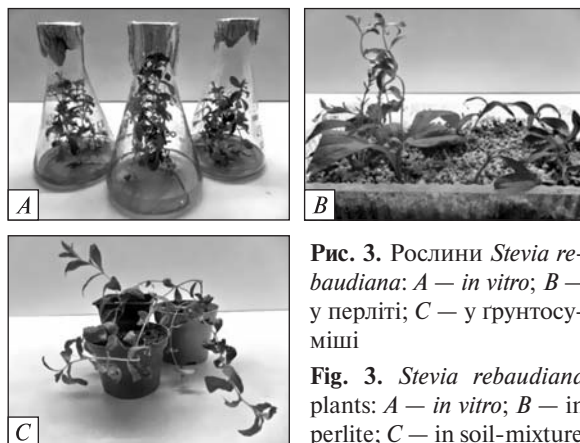 A
B
C
Рис. 3. Рослини Stevia re-
baudiana: A — in vitro; B —
у перліті; C — у ґрунтосу-
міші
Fig. 3. Stevia rebaudiana
plants: A — in vitro; B — in
perlite; C — in soil-mixture